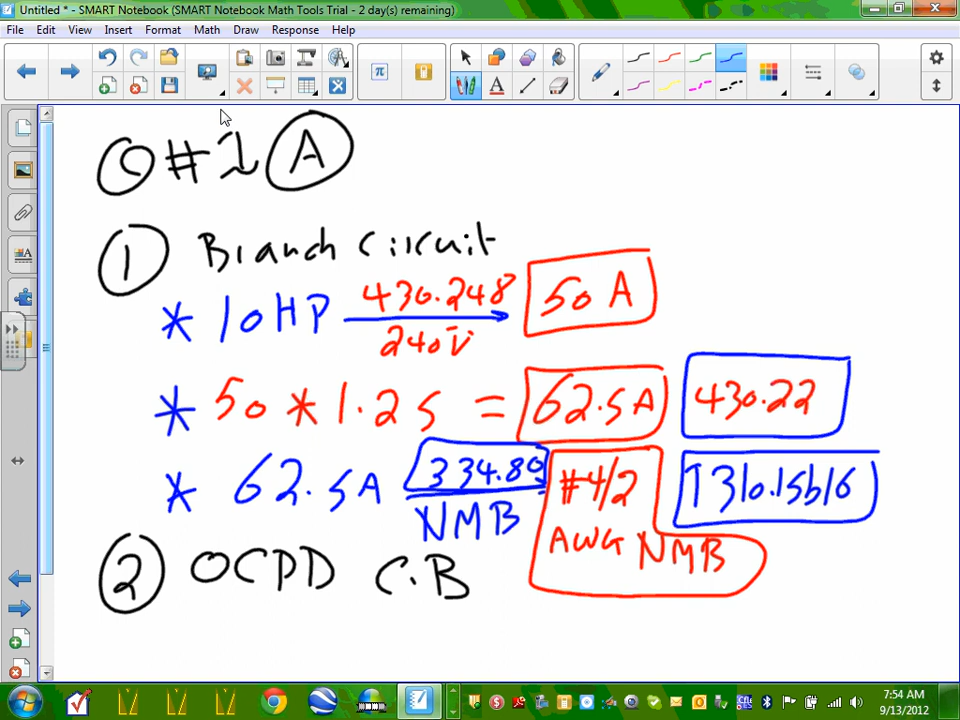 Untitled * - SMART Notebook (SMART Notebook Math Tools Trial - 2 day(s) remaining)
File Edit View Insert Format Math Draw Response Help
# 2 A
1 Branch Circuit
* 10HP 430.248 240V 50 A
* 50 * 1.25 = 62.5A 430.22
* 62.5A 334.80 NMB #4/2 AWG NMB T310.15b16
2 OCPD C.B
7:54 AM
9/13/2012